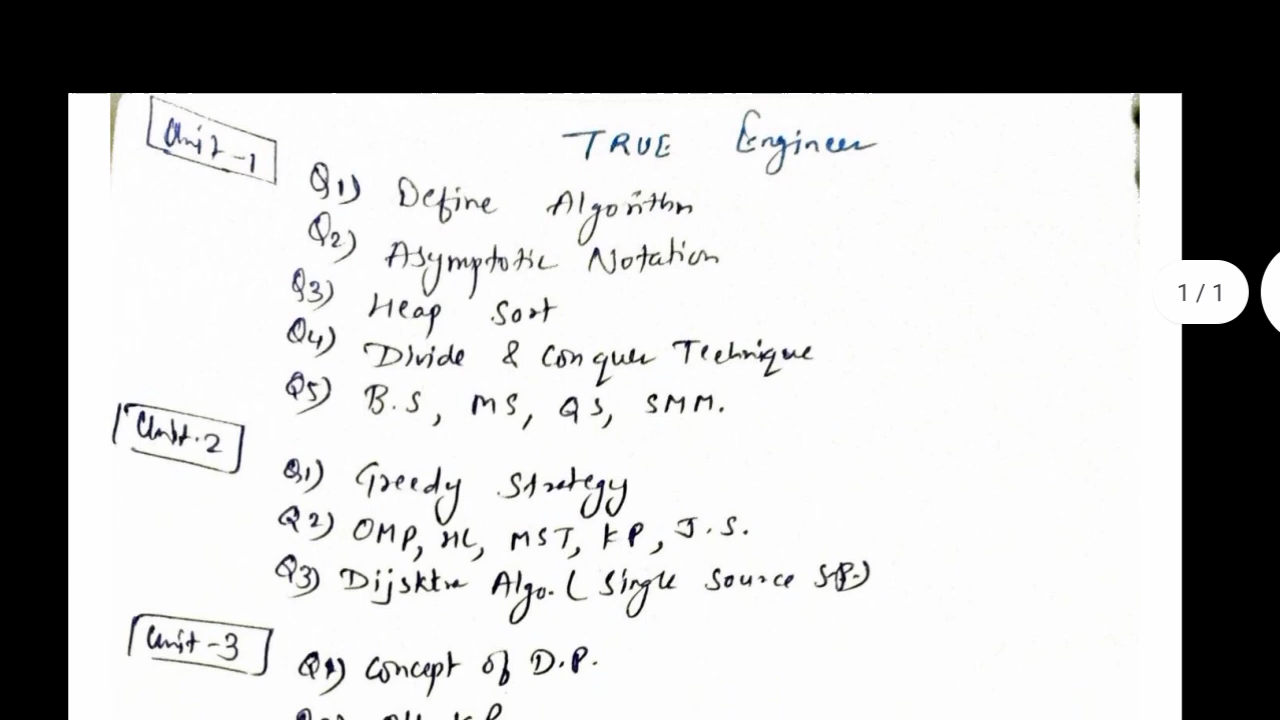 Unit-1
TRUE Engineer
Q1) Define Algorithm
Q2) Asymptotic Notation
Q3) Heap Sort
Q4) Divide & Conquer Technique
Q5) B.S, MS, QS, SMM.
1 / 1
Unit.2
Q1) Greedy Strategy
Q2) OMP, HC, MST, KP, J.S.
Q3) Dijsktra Algo. (Single Source S.P.)
Unit-3
Q1) Concept of D.P.